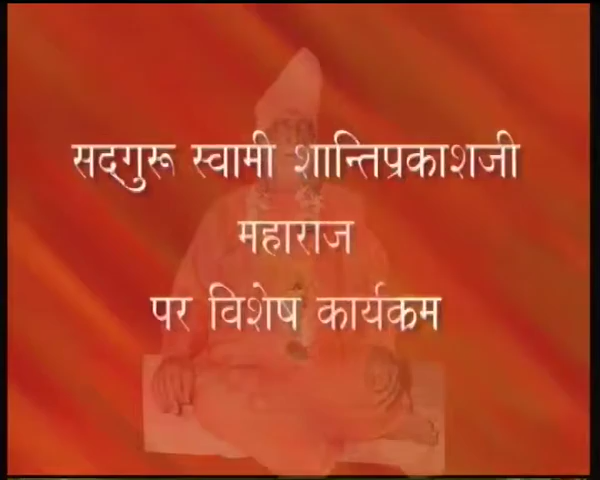 सद्‌गुरू स्वामी शान्तिप्रकाशजी
महाराज
पर विशेष कार्यकम